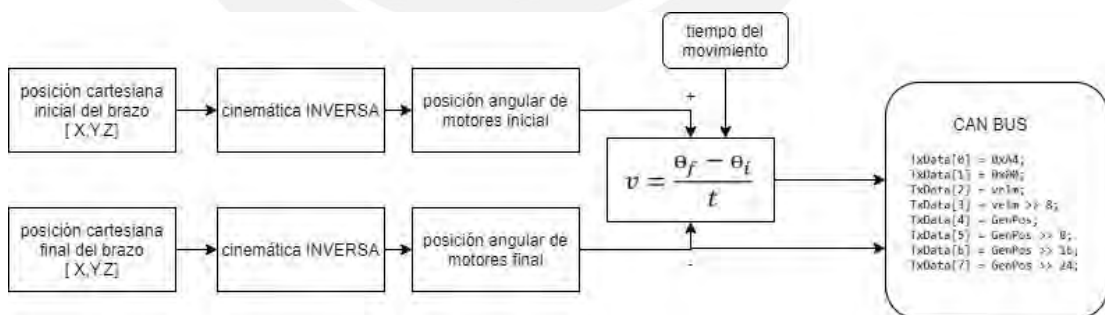 tiempo del
movimiento
posición cartesiana
inicial del brazo
[ X,Y,Z]
cinemática INVERSA
posición angular de
motores inicial
+
v = (Θf − Θi) / t
posición cartesiana
final del brazo
[ X,Y,Z]
cinemática INVERSA
posición angular de
motores final
-
CAN BUS
TxData[0] = 0xA4;
TxData[1] = 0x00;
TxData[2] = velm;
TxData[3] = velm >> 8;
TxData[4] = GenPos;
TxData[5] = GenPos >> 8;
TxData[6] = GenPos >> 16;
TxData[7] = GenPos >> 24;